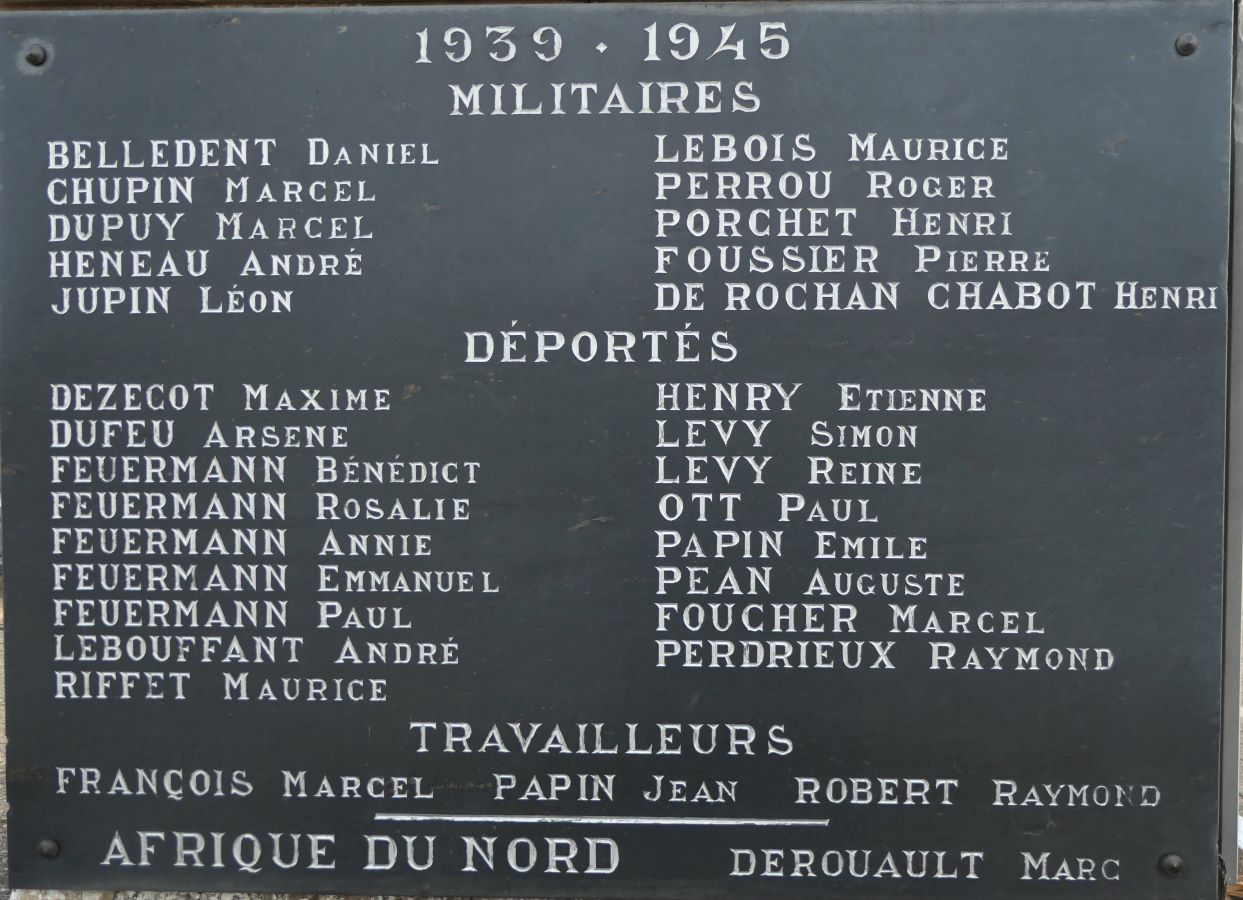 1939 · 1945
MILITAIRES
BELLEDENT DANIEL
CHUPIN MARCEL
DUPUY MARCEL
HENEAU ANDRÉ
JUPIN LÉON
LEBOIS MAURICE
PERROU ROGER
PORCHET HENRI
FOUSSIER PIERRE
DE ROCHAN CHABOT HENRI
DÉPORTÉS
DEZECOT MAXIME
DUFEU ARSENE
FEUERMANN BÉNÉDICT
FEUERMANN ROSALIE
FEUERMANN ANNIE
FEUERMANN EMMANUEL
FEUERMANN PAUL
LEBOUFFANT ANDRÉ
RIFFET MAURICE
HENRY ETIENNE
LEVY SIMON
LEVY REINE
OTT PAUL
PAPIN EMILE
PEAN AUGUSTE
FOUCHER MARCEL
PERDRIEUX RAYMOND
TRAVAILLEURS
FRANÇOIS MARCEL PAPIN JEAN ROBERT RAYMOND
AFRIQUE DU NORD DEROUAULT MARC